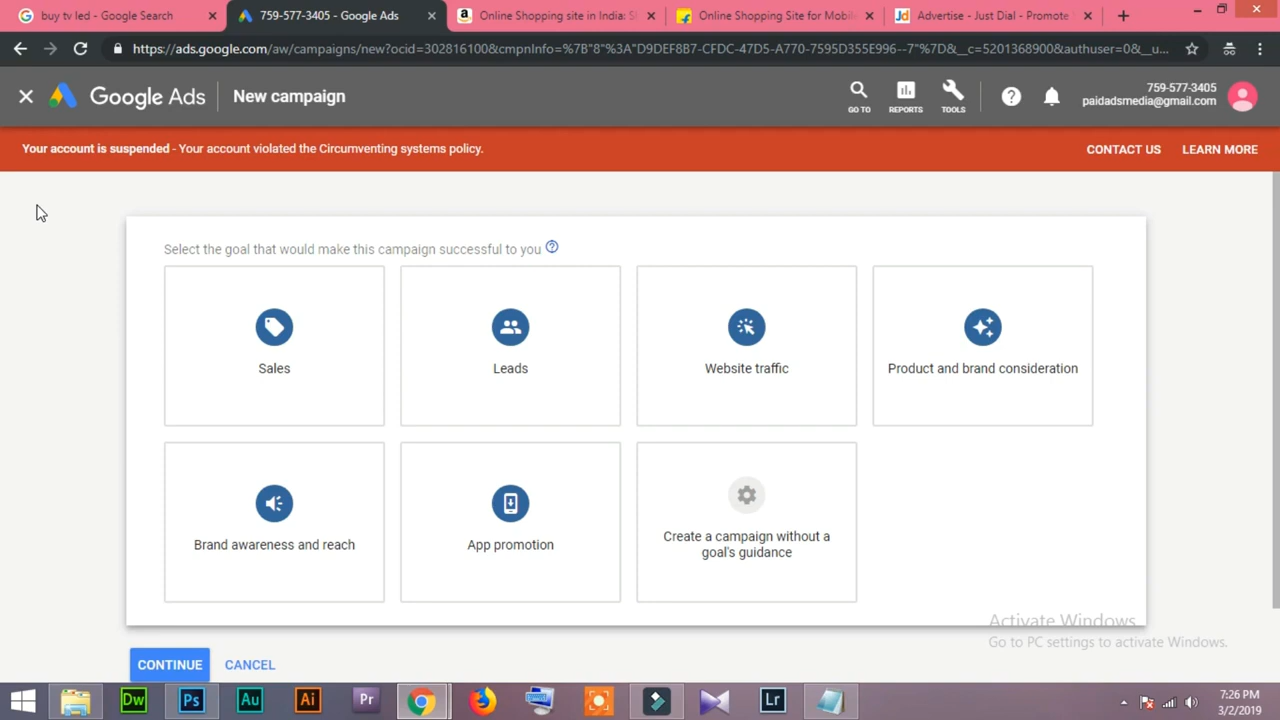 buy tv led - Google Search
759-577-3405 - Google Ads
Online Shopping site in India: S
Online Shopping Site for Mobile
Advertise - Just Dial - Promote
https://ads.google.com/aw/campaigns/new?ocid=302816100&cmpnInfo=%7B"8"%3A"D9DEF8B7-CFDC-47D5-A770-7595D355E996--7"%7D&__c=5201368900&authuser=0&__u...
Google Ads
New campaign
GO TO
REPORTS
TOOLS
759-577-3405
paidadsmedia@gmail.com
Your account is suspended - Your account violated the Circumventing systems policy.
CONTACT US
LEARN MORE
Select the goal that would make this campaign successful to you
Sales
Leads
Website traffic
Product and brand consideration
Brand awareness and reach
App promotion
Create a campaign without a
goal's guidance
Activate Windows
Go to PC settings to activate Windows.
CONTINUE
CANCEL
Dw
Ps
Au
Ai
Pr
Lr
7:26 PM
3/2/2019